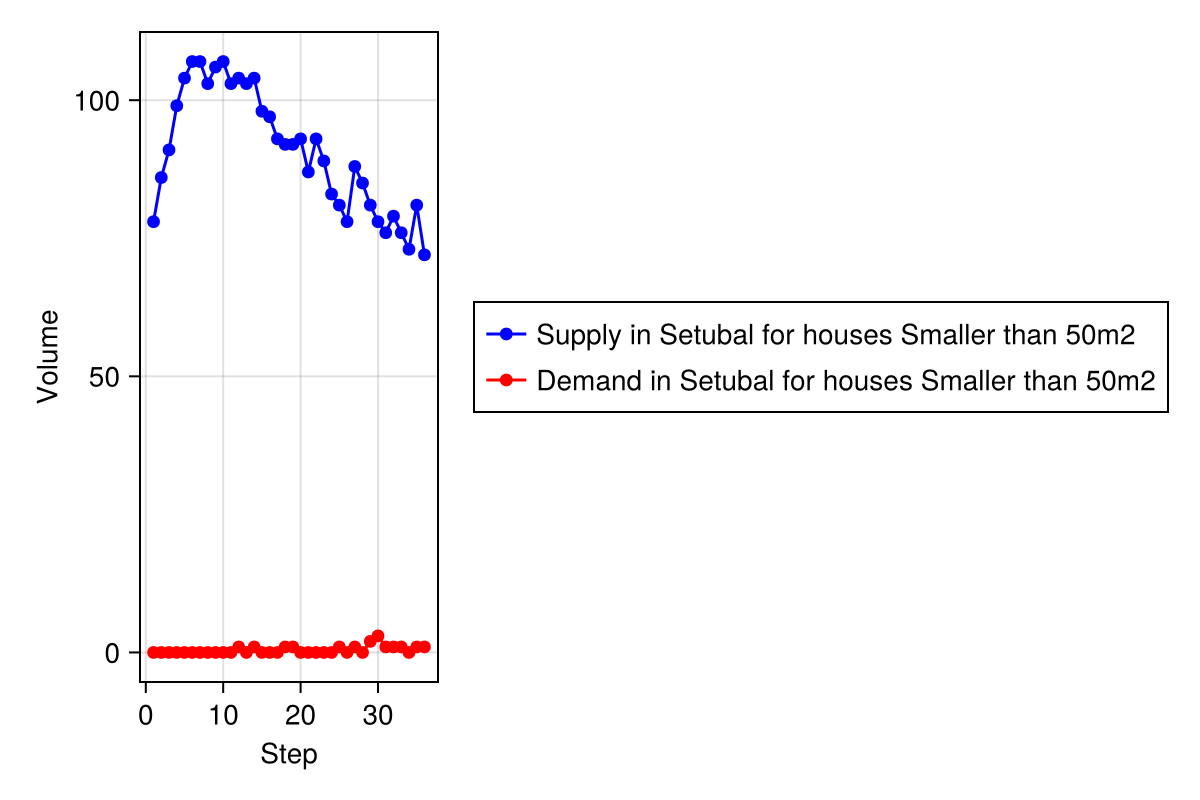 Volume
100
50
0
0 10 20 30
Step
Supply in Setubal for houses Smaller than 50m2
Demand in Setubal for houses Smaller than 50m2